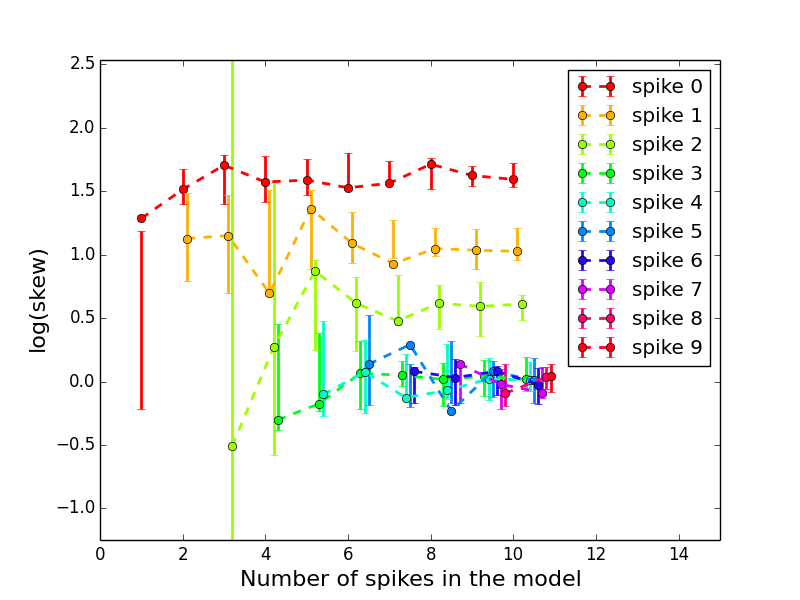 2.5
2.0
1.5
1.0
0.5
0.0
−0.5
−1.0
log(skew)
0 2 4 6 8 10 12 14
Number of spikes in the model
spike 0
spike 1
spike 2
spike 3
spike 4
spike 5
spike 6
spike 7
spike 8
spike 9